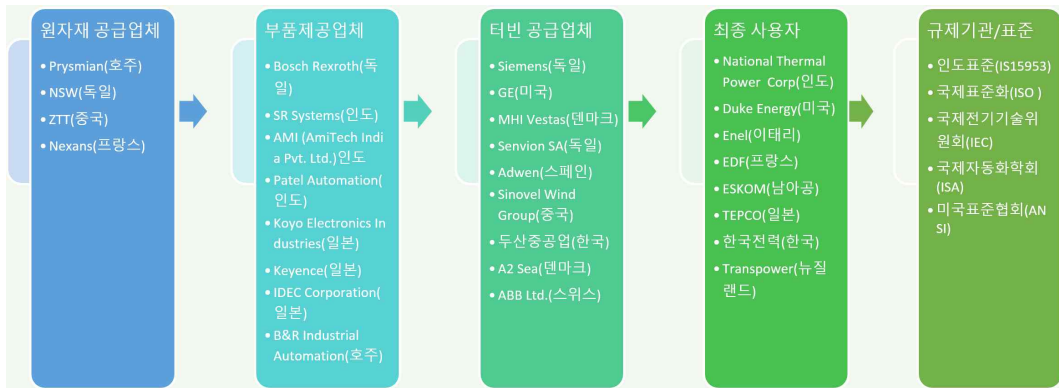 원자재 공급업체
• Prysmian(호주)
• NSW(독일)
• ZTT(중국)
• Nexans(프랑스)
부품제공업체
• Bosch Rexroth(독
일)
• SR Systems(인도)
• AMI (AmiTech Indi
a Pvt. Ltd.)인도
• Patel Automation(
인도)
• Koyo Electronics In
dustries(일본)
• Keyence(일본)
• IDEC Corporation(
일본)
• B&R Industrial
Automation(호주)
터빈 공급업체
• Siemens(독일)
• GE(미국)
• MHI Vestas(덴마크)
• Senvion SA(독일)
• Adwen(스페인)
• Sinovel Wind
Group(중국)
• 두산중공업(한국)
• A2 Sea(덴마크)
• ABB Ltd.(스위스)
최종 사용자
• National Thermal
Power Corp(인도)
• Duke Energy(미국)
• Enel(이태리)
• EDF(프랑스)
• ESKOM(남아공)
• TEPCO(일본)
• 한국전력(한국)
• Transpower(뉴질
랜드)
규제기관/표준
• 인도표준(IS15953)
• 국제표준화(ISO )
• 국제전기기술위
원회(IEC)
• 국제자동화학회
(ISA)
• 미국표준협회(AN
SI)